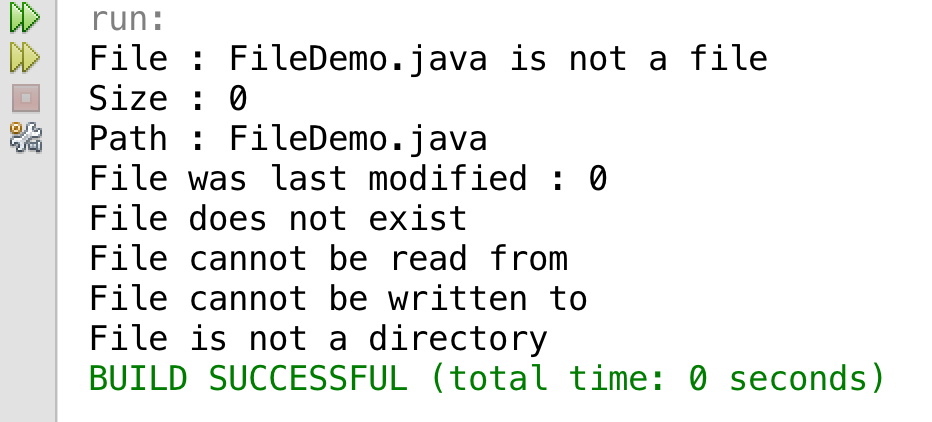 run:
File : FileDemo.java is not a file
Size : 0
Path : FileDemo.java
File was last modified : 0
File does not exist
File cannot be read from
File cannot be written to
File is not a directory
BUILD SUCCESSFUL (total time: 0 seconds)